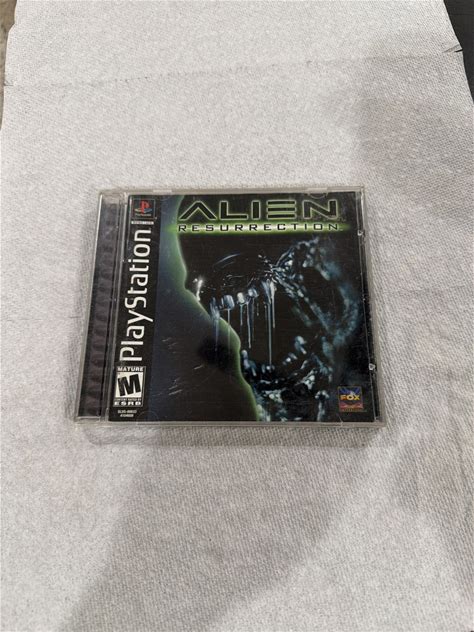 ALIEN
RESURRECTION
PlayStation
MATURE
M
ESRB
FOX